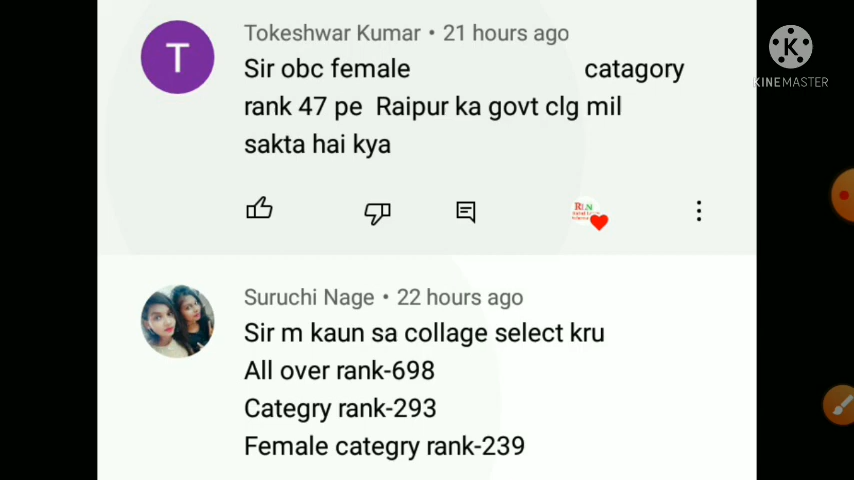 Tokeshwar Kumar • 21 hours ago
T
Sir obc female catagory
rank 47 pe Raipur ka govt clg mil
sakta hai kya
K
KINEMASTER
Suruchi Nage • 22 hours ago
Sir m kaun sa collage select kru
All over rank-698
Categry rank-293
Female categry rank-239